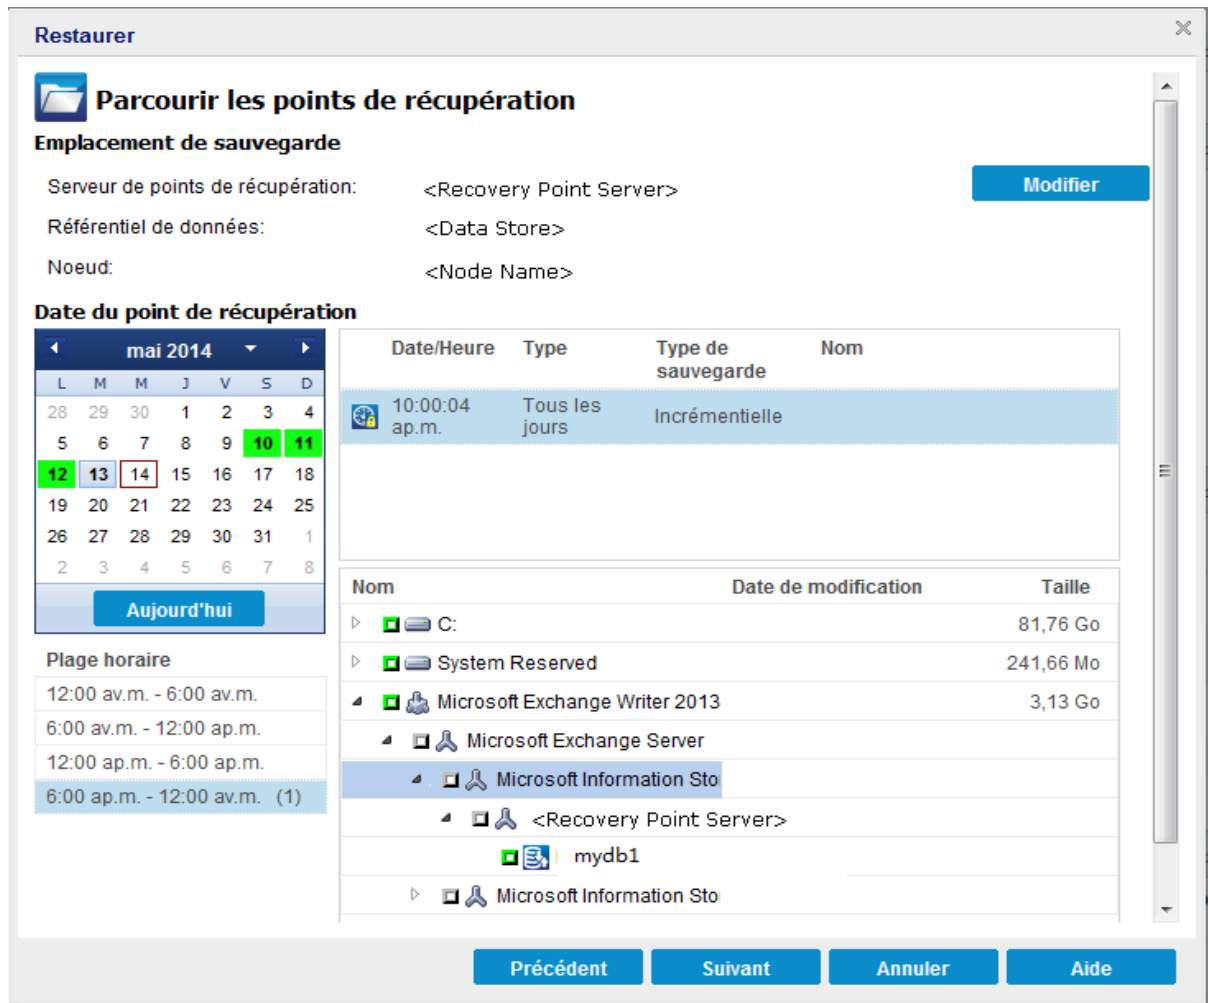 Restaurer
Parcourir les points de récupération
Emplacement de sauvegarde
Serveur de points de récupération: <Recovery Point Server> Modifier
Référentiel de données: <Data Store>
Noeud: <Node Name>
Date du point de récupération
mai 2014
L M M J V S D
28 29 30 1 2 3 4
5 6 7 8 9 10 11
12 13 14 15 16 17 18
19 20 21 22 23 24 25
26 27 28 29 30 31 1
2 3 4 5 6 7 8
Aujourd'hui
Plage horaire
12:00 av.m. - 6:00 av.m.
6:00 av.m. - 12:00 ap.m.
12:00 ap.m. - 6:00 ap.m.
6:00 ap.m. - 12:00 av.m. (1)
Date/Heure Type Type de sauvegarde Nom
10:00:04 ap.m. Tous les jours Incrémentielle
Nom Date de modification Taille
C: 81,76 Go
System Reserved 241,66 Mo
Microsoft Exchange Writer 2013 3,13 Go
Microsoft Exchange Server
Microsoft Information Sto
<Recovery Point Server>
mydb1
Microsoft Information Sto
Précédent Suivant Annuler Aide